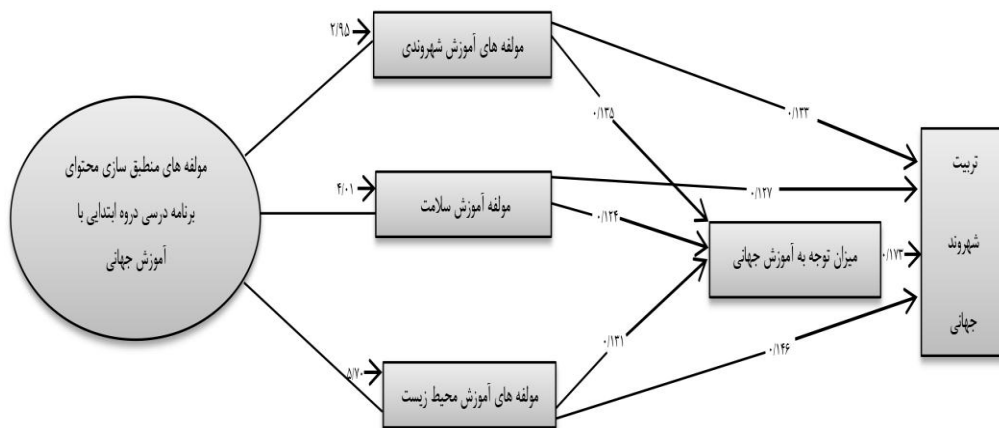 ۲/۹۵
مولفه های آموزش شهروندی
۰/۱۳۳
۰/۱۳۵
تربیت
شهروند
جهانی
مولفه های منطبق سازی محتوای
برنامه درسی دروه ابتدایی با
آموزش جهانی
۴/۰۱
مولفه آموزش سلامت
۰/۱۲۷
۰/۱۲۴
میزان توجه به آموزش جهانی
۰/۱۷۳
۰/۱۳۱
۰/۱۴۶
۵/۷۰
مولفه های آموزش محیط زیست